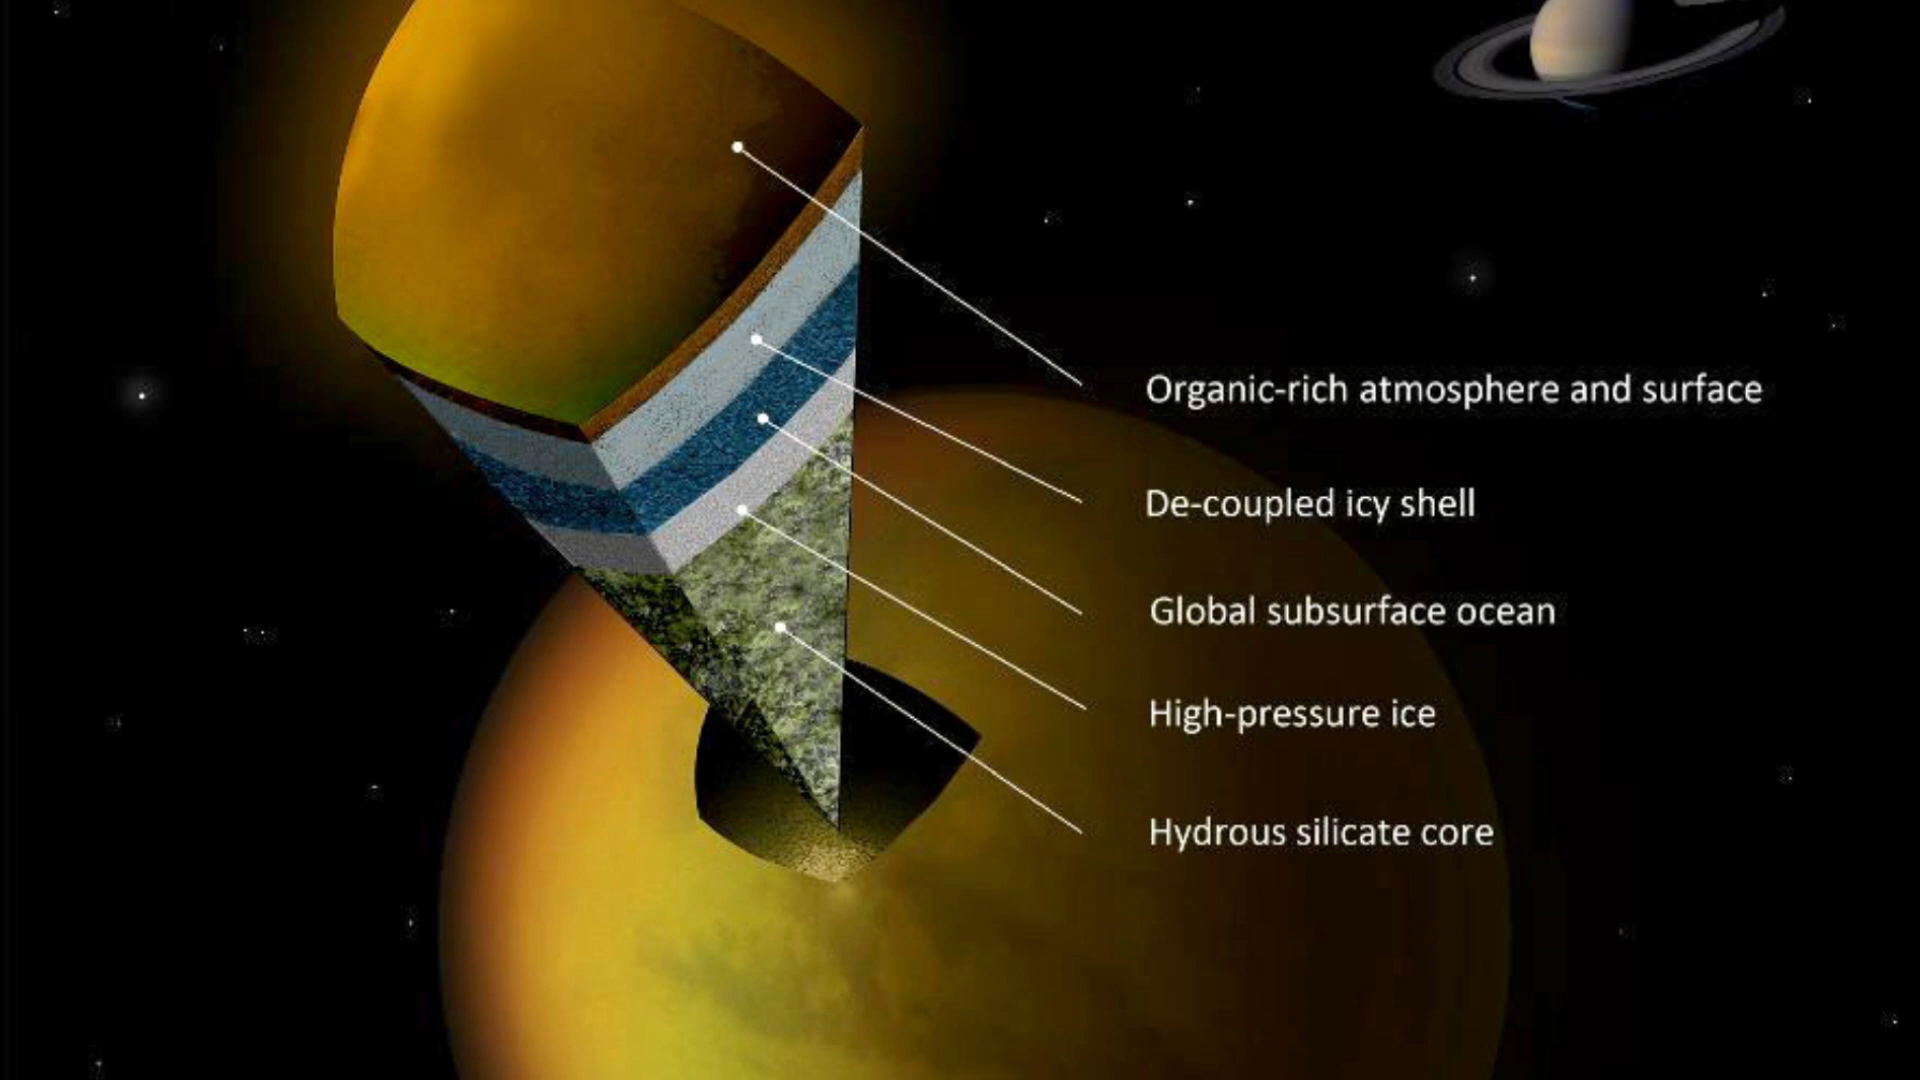 Organic-rich atmosphere and surface
De-coupled icy shell
Global subsurface ocean
High-pressure ice
Hydrous silicate core